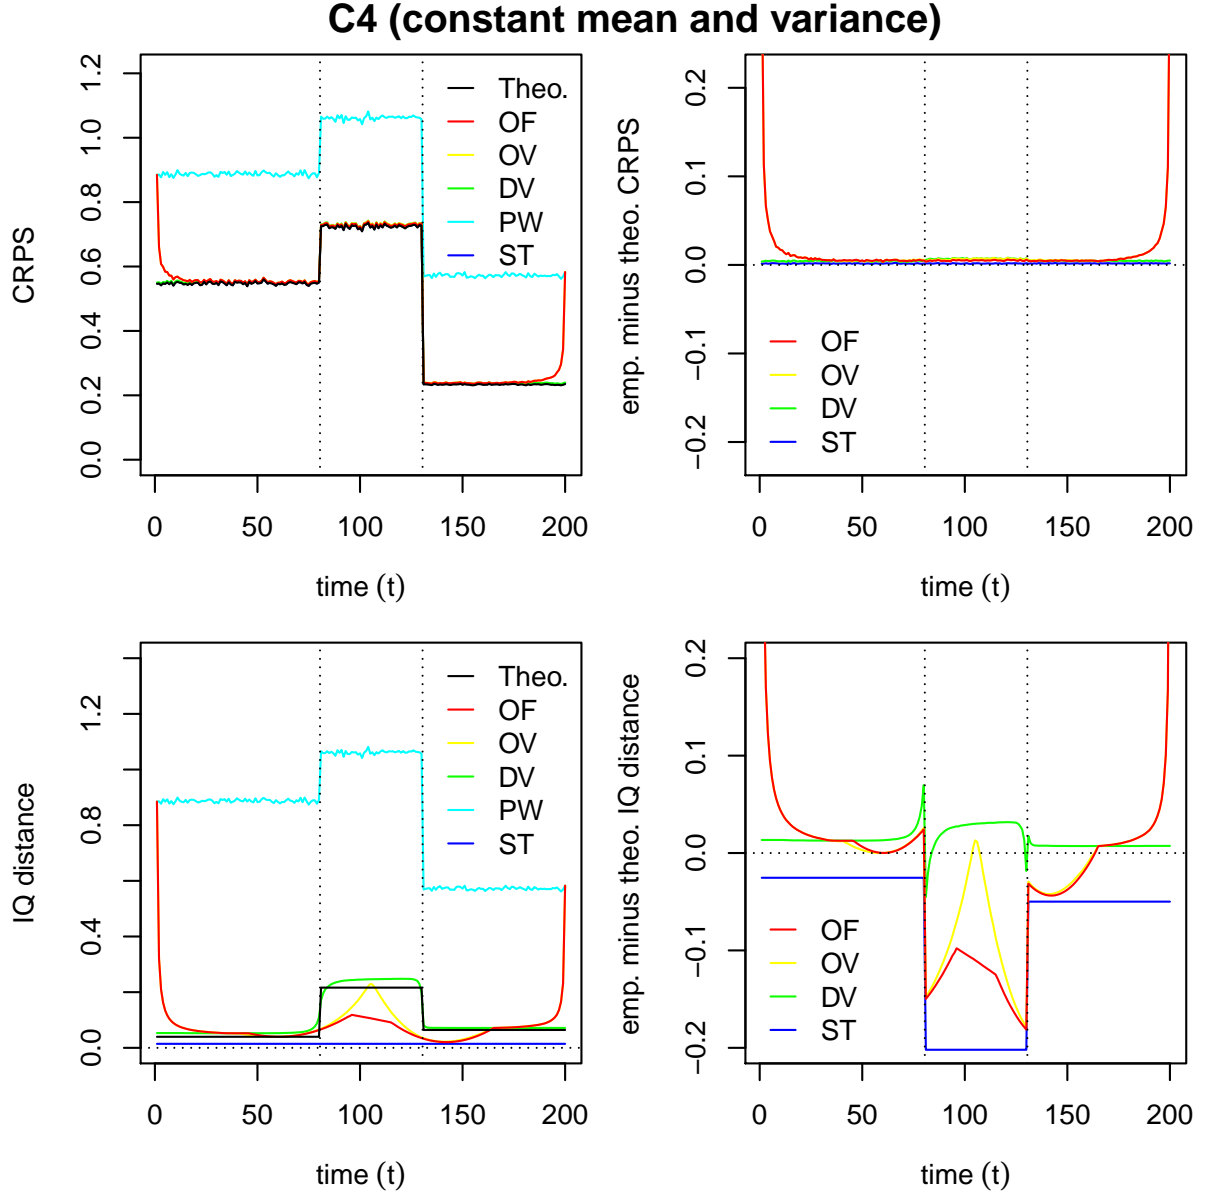 C4 (constant mean and variance)
CRPS
0.0 0.2 0.4 0.6 0.8 1.0 1.2
Theo.
OF
OV
DV
PW
ST
0 50 100 150 200
time (t)
emp. minus theo. CRPS
−0.2 −0.1 0.0 0.1 0.2
OF
OV
DV
ST
0 50 100 150 200
time (t)
IQ distance
0.0 0.4 0.8 1.2
Theo.
OF
OV
DV
PW
ST
0 50 100 150 200
time (t)
emp. minus theo. IQ distance
−0.2 −0.1 0.0 0.1 0.2
OF
OV
DV
ST
0 50 100 150 200
time (t)